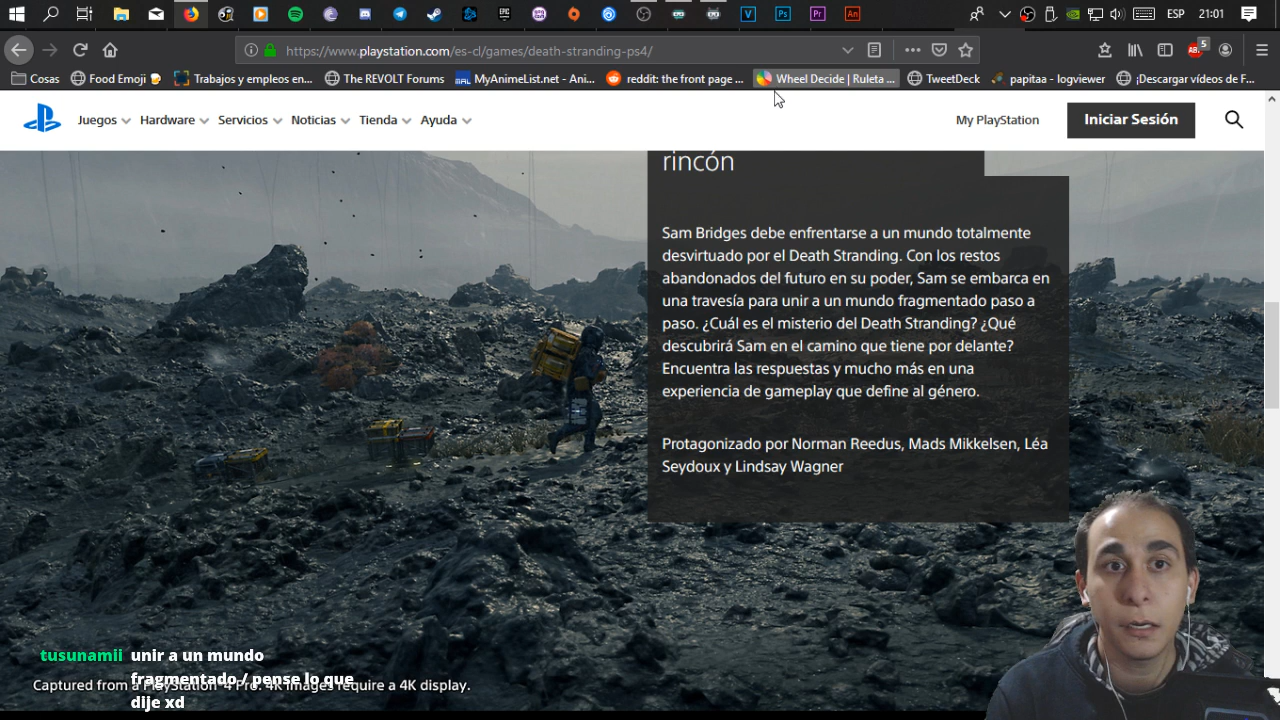 ESP 21:01
https://www.playstation.com/es-cl/games/death-stranding-ps4/
5
Cosas Food Emoji Trabajos y empleos en... The REVOLT Forums MyAnimeList.net - Ani... reddit: the front page ... Wheel Decide | Ruleta ... TweetDeck papitaa - logviewer ¡Descargar vídeos de F...
Juegos Hardware Servicios Noticias Tienda Ayuda My PlayStation Iniciar Sesión
rincón
Sam Bridges debe enfrentarse a un mundo totalmente
desvirtuado por el Death Stranding. Con los restos
abandonados del futuro en su poder, Sam se embarca en
una travesía para unir a un mundo fragmentado paso a
paso. ¿Cuál es el misterio del Death Stranding? ¿Qué
descubrirá Sam en el camino que tiene por delante?
Encuentra las respuestas y mucho más en una
experiencia de gameplay que define al género.
Protagonizado por Norman Reedus, Mads Mikkelsen, Léa
Seydoux y Lindsay Wagner
tusunamii unir a un mundo
fragmentado / pense lo que
dije xd
Captured from a PlayStation 4 Pro. 4K images require a 4K display.